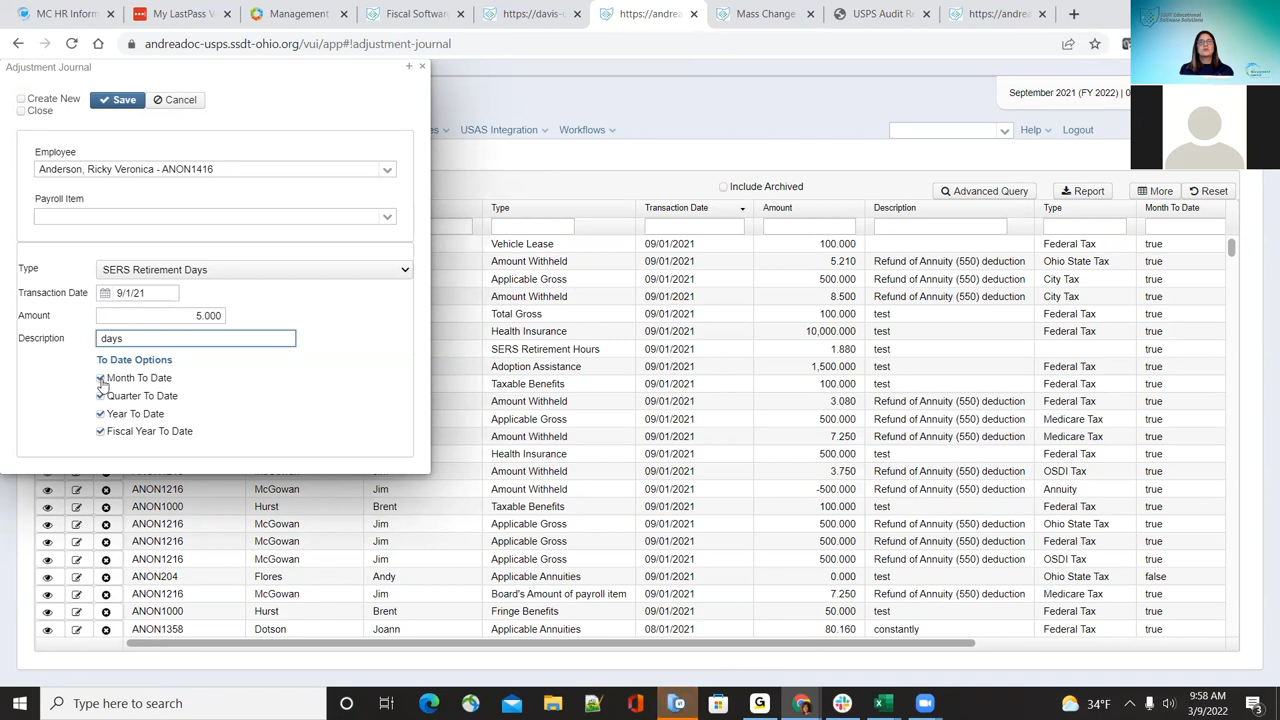 MC HR Inform
My LastPass V
Management
Fiscal Softwar
https://davis-
https://andrea
Mass Change
USPS Audit R
https://andrea
andreadoc-usps.ssdt-ohio.org/vui/app#!adjustment-journal
SSDT Educational
Software Solutions
Adjustment Journal
Create New
Close
Save
Cancel
September 2021 (FY 2022) | 0
USAS Integration
Workflows
Help
Logout
Employee
Anderson, Ricky Veronica - ANON1416
Payroll Item
Include Archived
Advanced Query
Report
More
Reset
Type
Transaction Date
Amount
Description
Type
Month To Date
Type
SERS Retirement Days
Transaction Date
9/1/21
Amount
5.000
Description
days
To Date Options
Month To Date
Quarter To Date
Year To Date
Fiscal Year To Date
Vehicle Lease 09/01/2021 100.000 Federal Tax true
Amount Withheld 09/01/2021 5.210 Refund of Annuity (550) deduction Ohio State Tax true
Applicable Gross 09/01/2021 500.000 Refund of Annuity (550) deduction City Tax true
Amount Withheld 09/01/2021 8.500 Refund of Annuity (550) deduction City Tax true
Total Gross 09/01/2021 100.000 test Federal Tax true
Health Insurance 09/01/2021 10,000.000 test Federal Tax true
SERS Retirement Hours 09/01/2021 1.880 test true
Adoption Assistance 09/01/2021 1,500.000 test Federal Tax true
Taxable Benefits 09/01/2021 100.000 test Federal Tax true
Amount Withheld 09/01/2021 3.080 Refund of Annuity (550) deduction Federal Tax true
Applicable Gross 09/01/2021 500.000 Refund of Annuity (550) deduction Medicare Tax true
Amount Withheld 09/01/2021 7.250 Refund of Annuity (550) deduction Medicare Tax true
Health Insurance 09/01/2021 500.000 Refund of Annuity (550) deduction Federal Tax true
Amount Withheld 09/01/2021 3.750 Refund of Annuity (550) deduction OSDI Tax true
ANON1216 McGowan Jim Amount Withheld 09/01/2021 -500.000 Refund of Annuity (550) deduction Annuity true
ANON1000 Hurst Brent Taxable Benefits 09/01/2021 100.000 test Federal Tax true
ANON1216 McGowan Jim Applicable Gross 09/01/2021 500.000 Refund of Annuity (550) deduction Ohio State Tax true
ANON1216 McGowan Jim Applicable Gross 09/01/2021 500.000 Refund of Annuity (550) deduction Federal Tax true
ANON1216 McGowan Jim Applicable Gross 09/01/2021 500.000 Refund of Annuity (550) deduction OSDI Tax true
ANON204 Flores Andy Applicable Annuities 09/01/2021 0.000 test Ohio State Tax false
ANON1216 McGowan Jim Board's Amount of payroll item 09/01/2021 7.250 Refund of Annuity (550) deduction Medicare Tax true
ANON1000 Hurst Brent Fringe Benefits 09/01/2021 50.000 test Federal Tax true
ANON1358 Dotson Joann Applicable Annuities 08/01/2021 80.160 constantly Federal Tax true
Type here to search
34°F
9:58 AM
3/9/2022
3